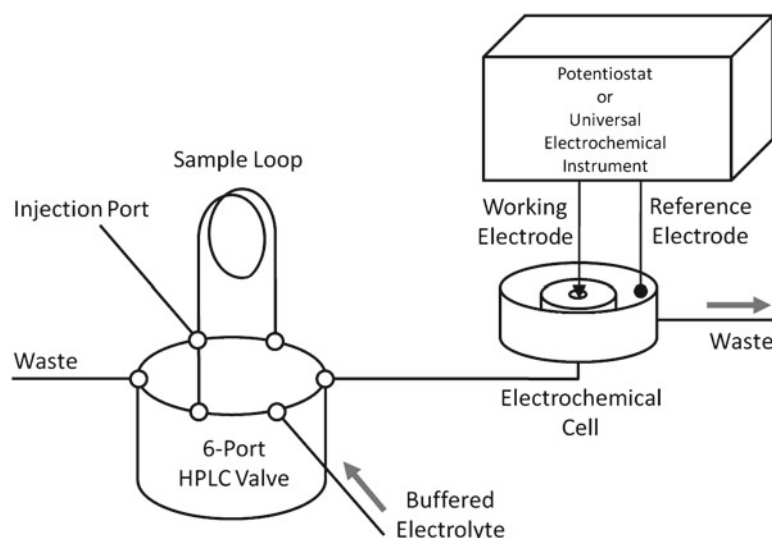 Potentiostat
or
Universal
Electrochemical
Instrument
Sample Loop
Injection Port
Working
Electrode
Reference
Electrode
Waste
Waste
Electrochemical
Cell
6-Port
HPLC Valve
Buffered
Electrolyte